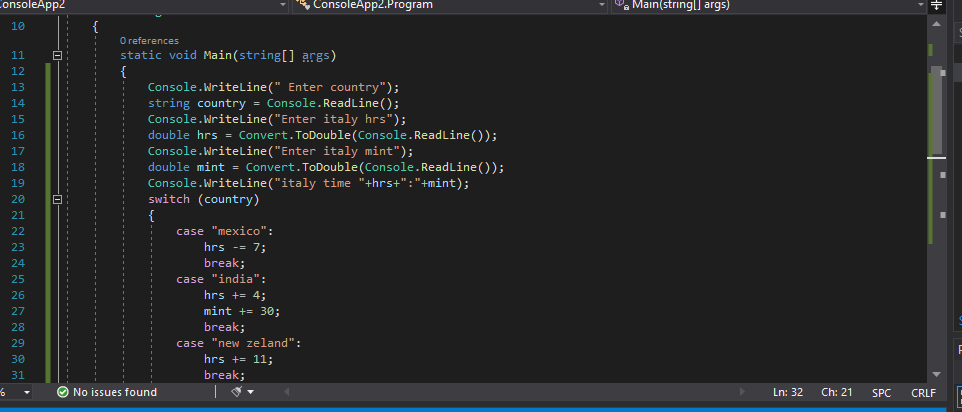 ConsoleApp2
ConsoleApp2.Program
Main(string[] args)
10 {
0 references
11 static void Main(string[] args)
12 {
13 Console.WriteLine(" Enter country");
14 string country = Console.ReadLine();
15 Console.WriteLine("Enter italy hrs");
16 double hrs = Convert.ToDouble(Console.ReadLine());
17 Console.WriteLine("Enter italy mint");
18 double mint = Convert.ToDouble(Console.ReadLine());
19 Console.WriteLine("italy time "+hrs+":"+mint);
20 switch (country)
21 {
22 case "mexico":
23 hrs -= 7;
24 break;
25 case "india":
26 hrs += 4;
27 mint += 30;
28 break;
29 case "new zeland":
30 hrs += 11;
31 break;
% No issues found Ln: 32 Ch: 21 SPC CRLF